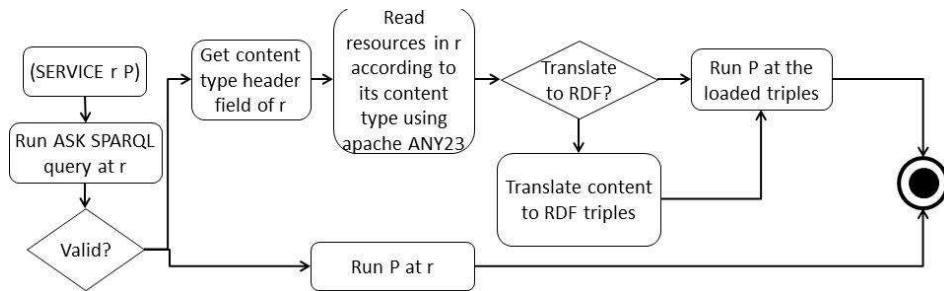 (SERVICE r P)
Run ASK SPARQL
query at r
Valid?
Get content
type header
field of r
Read
resources in r
according to
its content
type using
apache ANY23
Translate
to RDF?
Translate content
to RDF triples
Run P at the
loaded triples
Run P at r